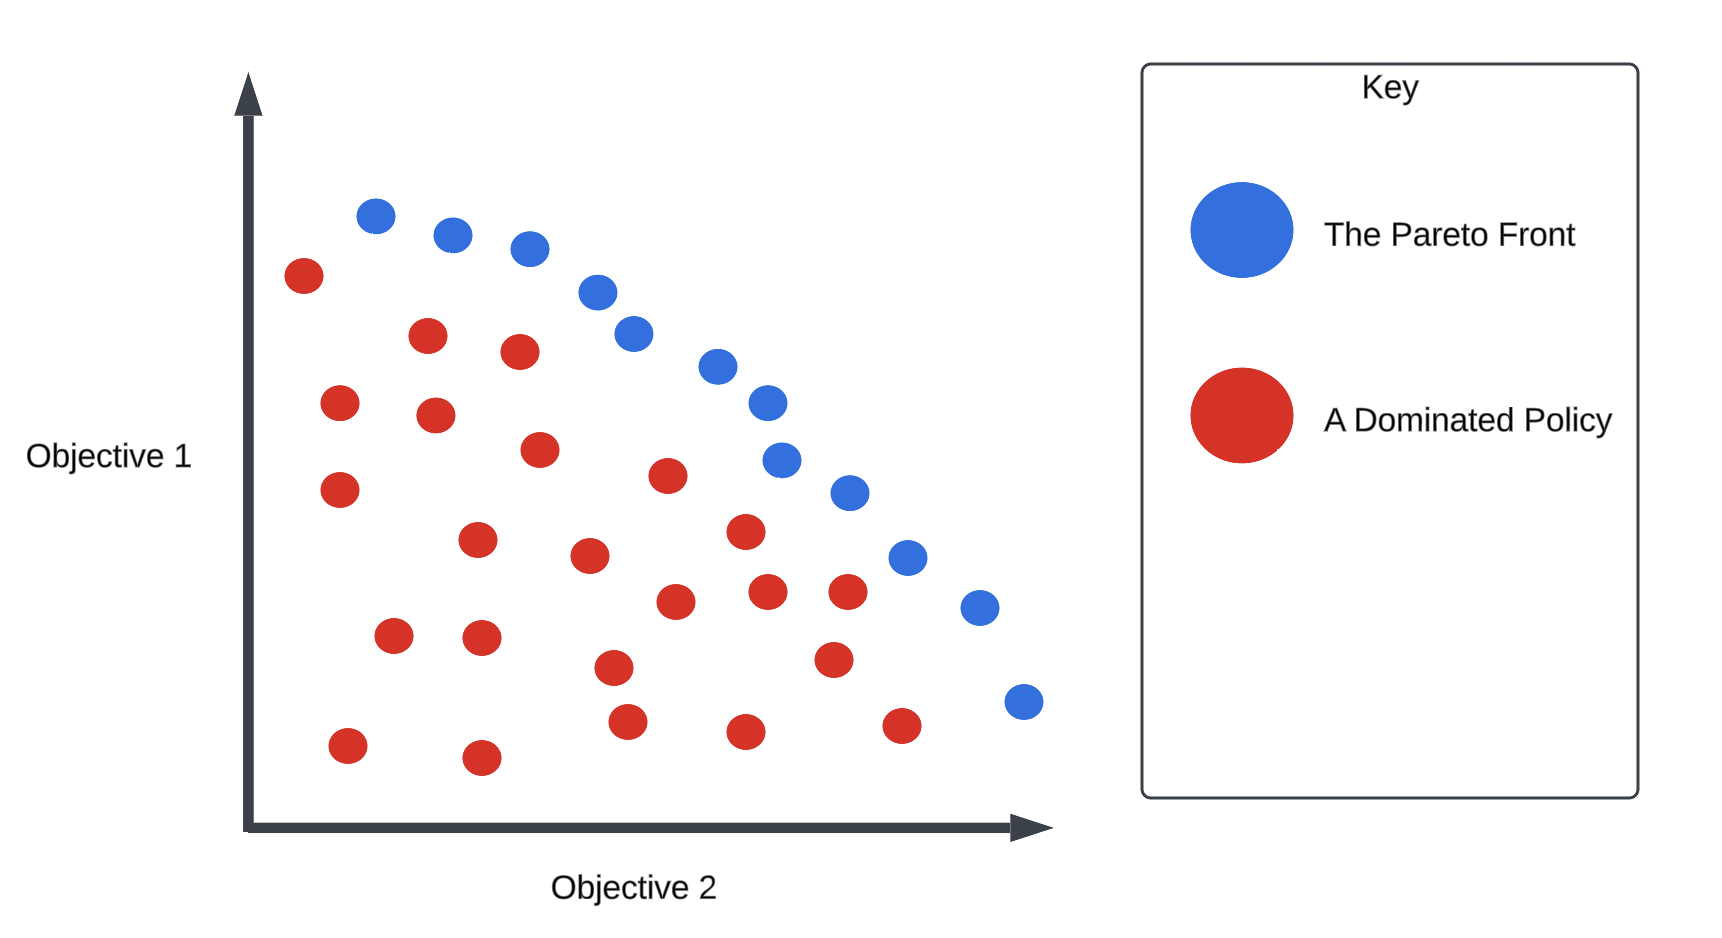 Key
The Pareto Front
A Dominated Policy
Objective 1
Objective 2